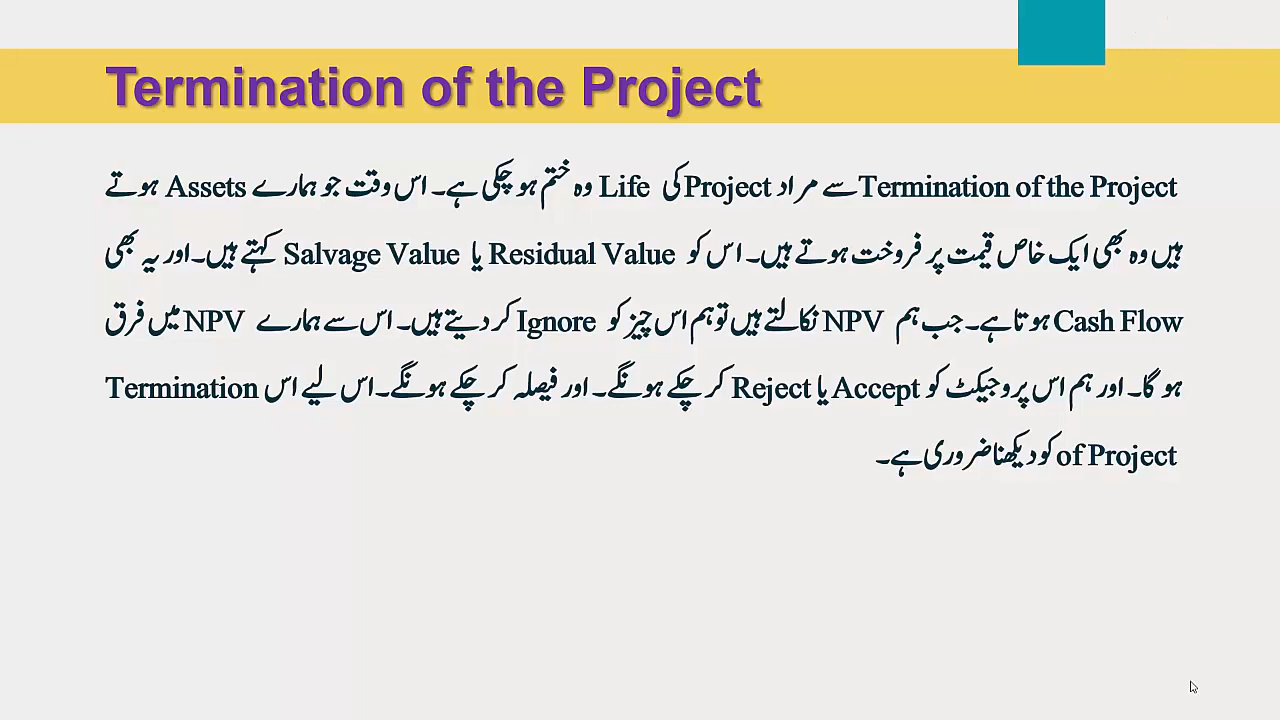 Termination of the Project
Termination of the Project سے مراد Project کی Life وہ ختم ہو چکی ہے۔ اس وقت جو ہمارے Assets ہوتے
ہیں وہ بھی ایک خاص قیمت پر فروخت ہوتے ہیں۔ اس کو Residual Value یا Salvage Value کہتے ہیں۔ اور یہ بھی
Cash Flow ہوتا ہے۔ جب ہم NPV نکالتے ہیں تو ہم اس چیز کو Ignore کر دیتے ہیں۔ اس سے ہمارے NPV میں فرق
ہو گا۔ اور ہم اس پروجیکٹ کو Accept یا Reject کر چکے ہونگے۔ اور فیصلہ کر چکے ہونگے۔ اس لیے اس Termination
of Project کو دیکھنا ضروری ہے۔